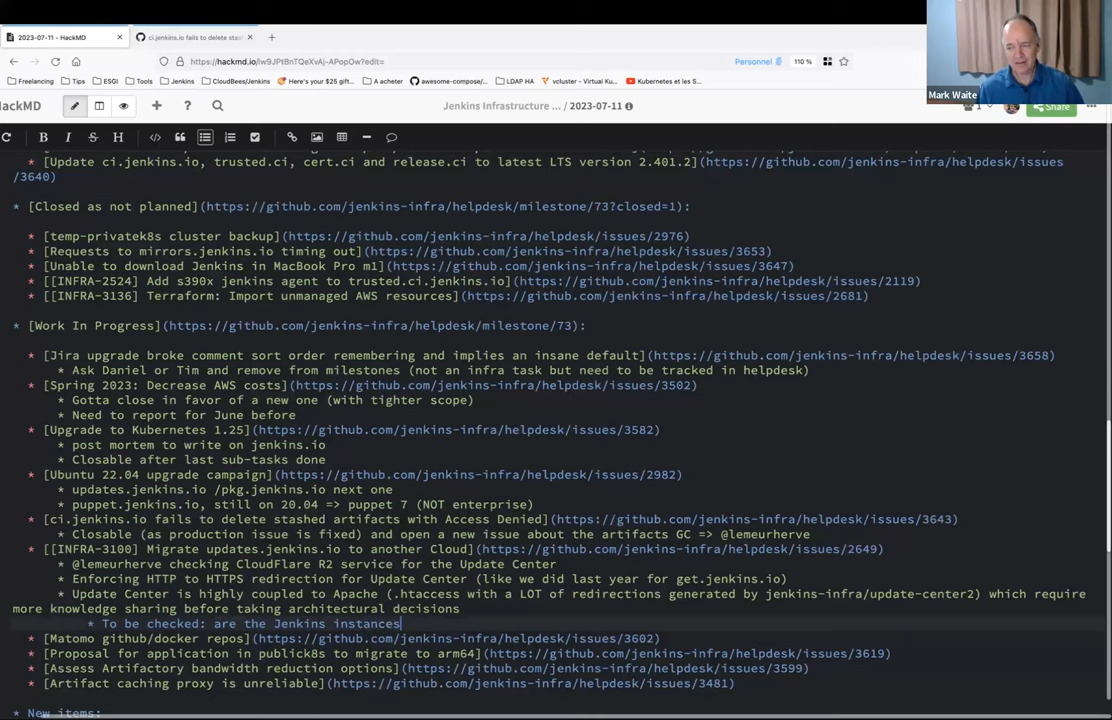 2023-07-11 - HackMD
ci.jenkins.io fails to delete stas
https://hackmd.io/iw9JPtBnTQeXvAj-APopOw?edit=
Personnel
110 %
Freelancing
Tips
ESGI
Tools
Jenkins
CloudBees/Jenkins
Here's your $25 gift...
A acheter
awesome-compose/...
LDAP HA
vcluster - Virtual Ku...
Kubernetes et les S...
Mark Waite
HackMD
Jenkins Infrastructure ... / 2023-07-11
1
Share
* [Update ci.jenkins.io, trusted.ci, cert.ci and release.ci to latest LTS version 2.401.2](https://github.com/jenkins-infra/helpdesk/issues
/3640)
* [Closed as not planned](https://github.com/jenkins-infra/helpdesk/milestone/73?closed=1):
* [temp-privatek8s cluster backup](https://github.com/jenkins-infra/helpdesk/issues/2976)
* [Requests to mirrors.jenkins.io timing out](https://github.com/jenkins-infra/helpdesk/issues/3653)
* [Unable to download Jenkins in MacBook Pro m1](https://github.com/jenkins-infra/helpdesk/issues/3647)
* [[INFRA-2524] Add s390x jenkins agent to trusted.ci.jenkins.io](https://github.com/jenkins-infra/helpdesk/issues/2119)
* [[INFRA-3136] Terraform: Import unmanaged AWS resources](https://github.com/jenkins-infra/helpdesk/issues/2681)
* [Work In Progress](https://github.com/jenkins-infra/helpdesk/milestone/73):
* [Jira upgrade broke comment sort order remembering and implies an insane default](https://github.com/jenkins-infra/helpdesk/issues/3658)
* Ask Daniel or Tim and remove from milestones (not an infra task but need to be tracked in helpdesk)
* [Spring 2023: Decrease AWS costs](https://github.com/jenkins-infra/helpdesk/issues/3502)
* Gotta close in favor of a new one (with tighter scope)
* Need to report for June before
* [Upgrade to Kubernetes 1.25](https://github.com/jenkins-infra/helpdesk/issues/3582)
* post mortem to write on jenkins.io
* Closable after last sub-tasks done
* [Ubuntu 22.04 upgrade campaign](https://github.com/jenkins-infra/helpdesk/issues/2982)
* updates.jenkins.io /pkg.jenkins.io next one
* puppet.jenkins.io, still on 20.04 => puppet 7 (NOT enterprise)
* [ci.jenkins.io fails to delete stashed artifacts with Access Denied](https://github.com/jenkins-infra/helpdesk/issues/3643)
* Closable (as production issue is fixed) and open a new issue about the artifacts GC => @lemeurherve
* [[INFRA-3100] Migrate updates.jenkins.io to another Cloud](https://github.com/jenkins-infra/helpdesk/issues/2649)
* @lemeurherve checking CloudFlare R2 service for the Update Center
* Enforcing HTTP to HTTPS redirection for Update Center (like we did last year for get.jenkins.io)
* Update Center is highly coupled to Apache (.htaccess with a LOT of redirections generated by jenkins-infra/update-center2) which require
more knowledge sharing before taking architectural decisions
* To be checked: are the Jenkins instances
* [Matomo github/docker repos](https://github.com/jenkins-infra/helpdesk/issues/3602)
* [Proposal for application in publick8s to migrate to arm64](https://github.com/jenkins-infra/helpdesk/issues/3619)
* [Assess Artifactory bandwidth reduction options](https://github.com/jenkins-infra/helpdesk/issues/3599)
* [Artifact caching proxy is unreliable](https://github.com/jenkins-infra/helpdesk/issues/3481)
* New items: